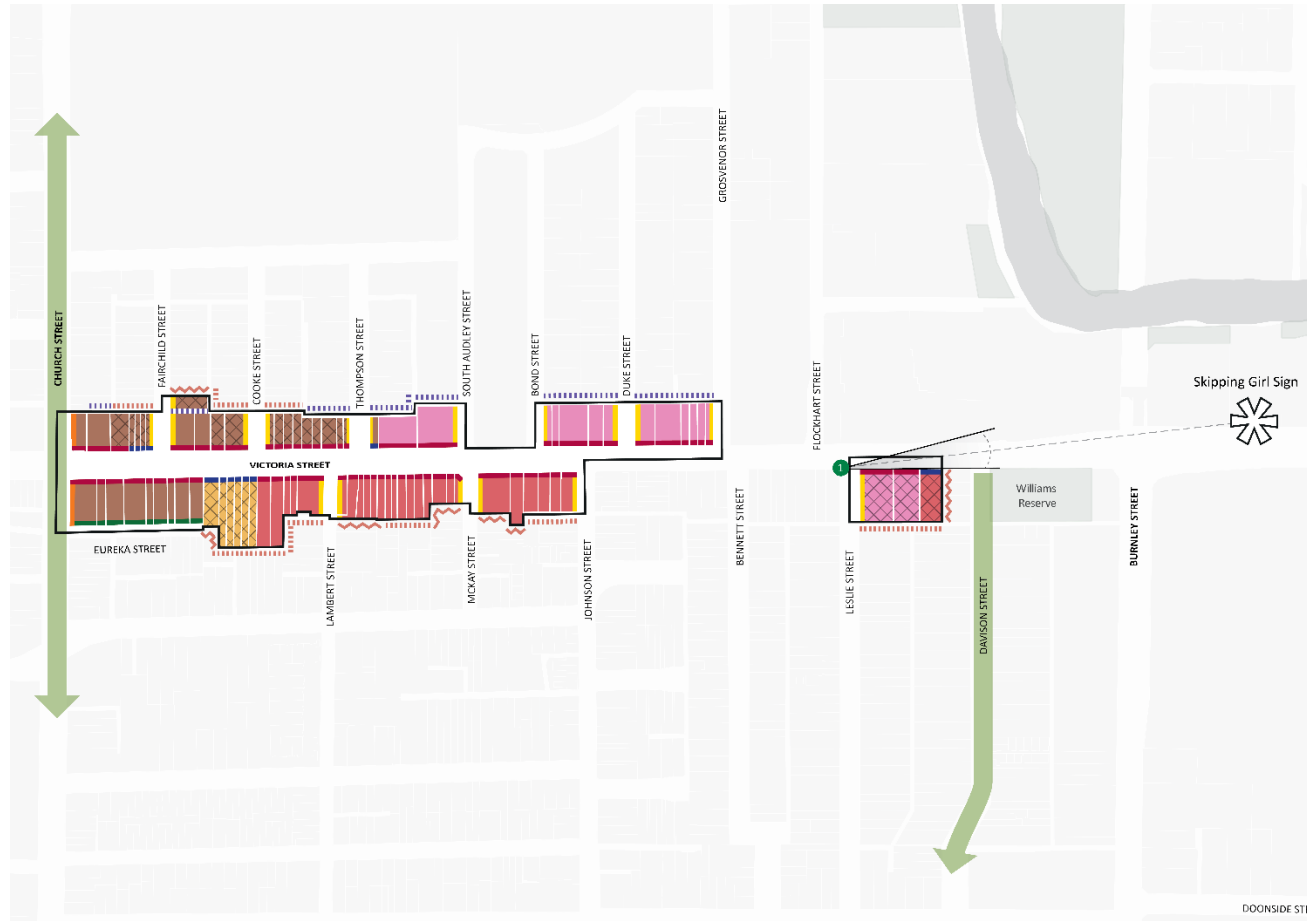 GROSVENOR STREET
CHURCH STREET
FAIRCHILD STREET
COOKE STREET
THOMPSON STREET
SOUTH AUDLEY STREET
BOND STREET
DUKE STREET
FLOCKHART STREET
Skipping Girl Sign
VICTORIA STREET
1
Williams
Reserve
EUREKA STREET
LAMBERT STREET
MCKAY STREET
JOHNSON STREET
BENNETT STREET
LESLIE STREET
DAVISON STREET
BURNLEY STREET
DOONSIDE STR